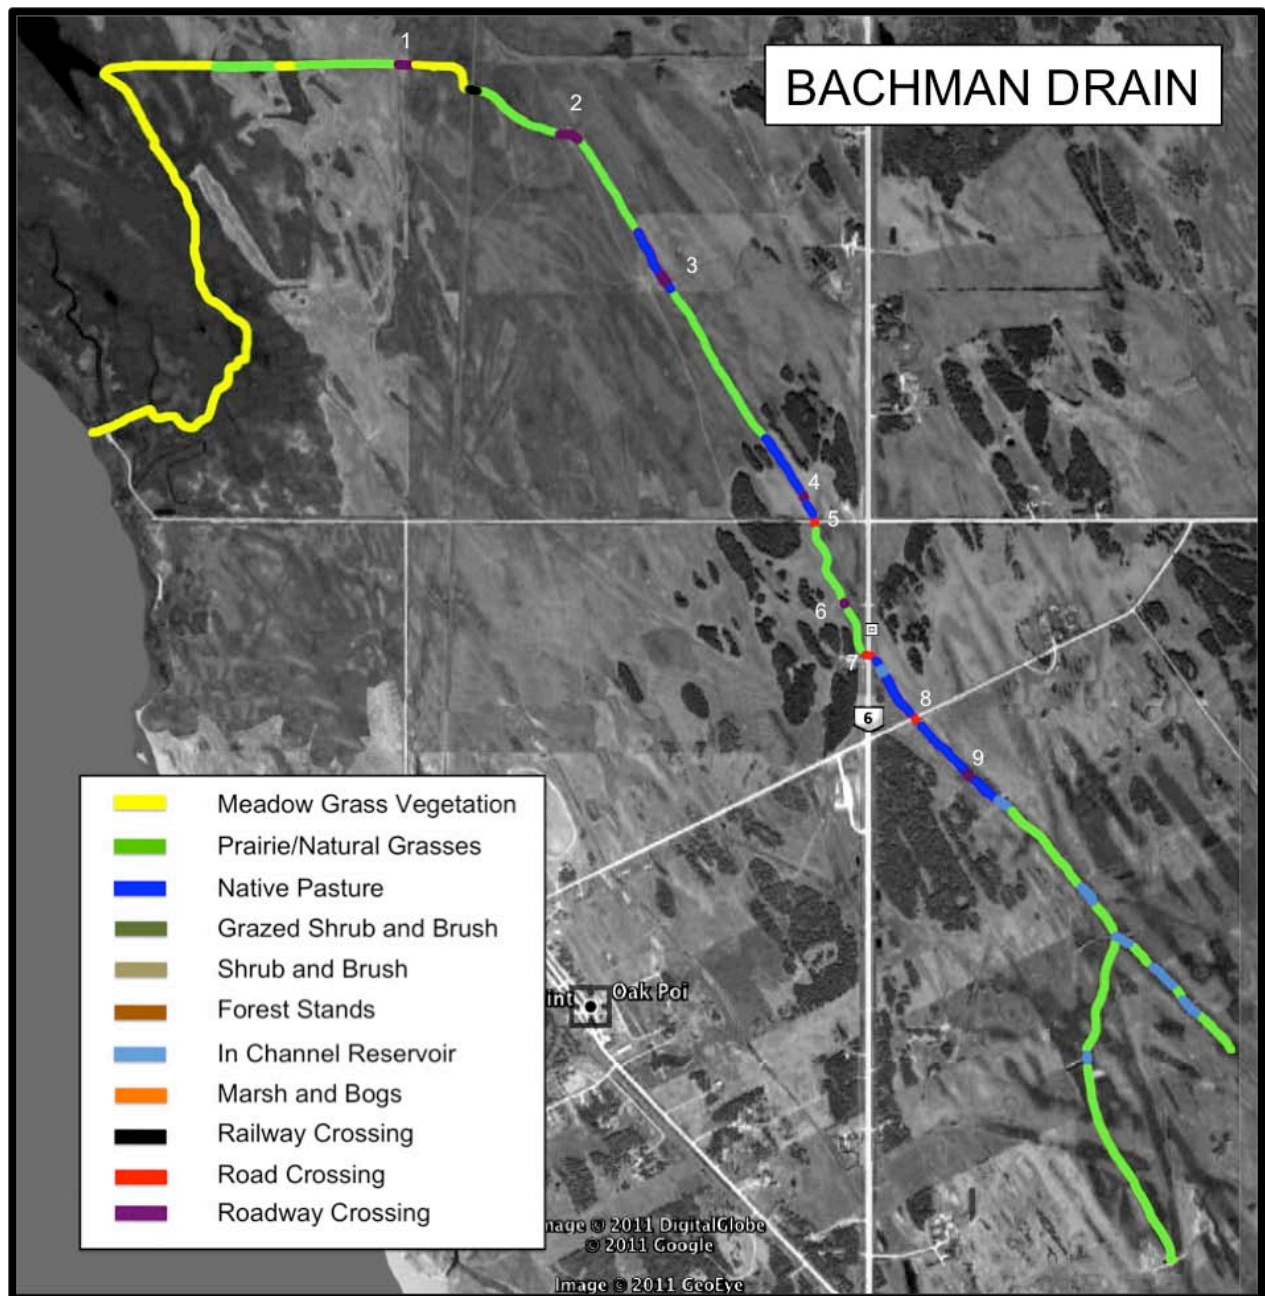 BACHMAN DRAIN
1
2
3
4
5
6
7
8
6
9
Meadow Grass Vegetation
Prairie/Natural Grasses
Native Pasture
Grazed Shrub and Brush
Shrub and Brush
Forest Stands
In Channel Reservoir
Marsh and Bogs
Railway Crossing
Road Crossing
Roadway Crossing
int Oak Poi
mage © 2011 DigitalGlobe
© 2011 Google
Image © 2011 GeoEye